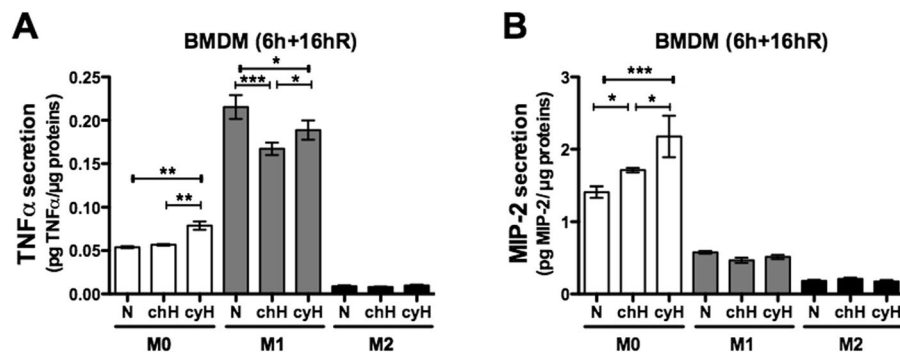 A
BMDM (6h+16hR)
TNFα secretion
(pg TNFα/µg proteins)
0.25
0.20
0.15
0.10
0.05
0.00
**
**
*
***
*
N chH cyH N chH cyH N chH cyH
M0 M1 M2
B
BMDM (6h+16hR)
MIP-2 secretion
(pg MIP-2/ µg proteins)
3
2
1
0
***
*
*
N chH cyH N chH cyH N chH cyH
M0 M1 M2